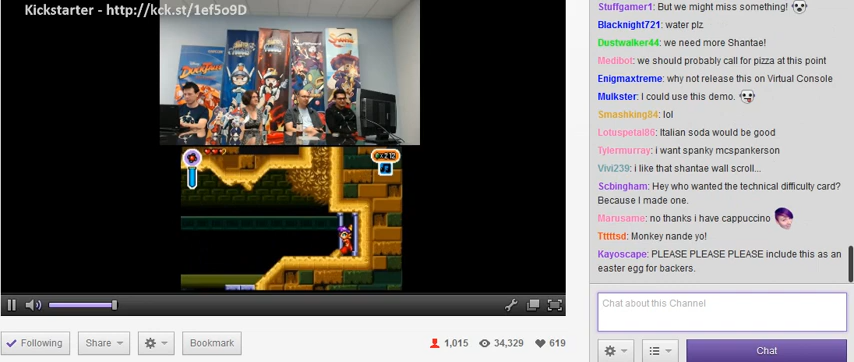 Kickstarter - http://kck.st/1ef5o9D
DUCKTALES
x212
Following
Share
Bookmark
1,015
34,329
619
Stuffgamer1: But we might miss something!
Blacknight721: water plz
Dustwalker44: we need more Shantae!
Medibot: we should probably call for pizza at this point
Enigmaxtreme: why not release this on Virtual Console
Mulkster: I could use this demo.
Smashking84: lol
Lotuspetal86: Italian soda would be good
Tylermurray: i want spanky mcspankerson
Vivi239: i like that shantae wall scroll...
Scbingham: Hey who wanted the technical difficulty card?
Because I made one.
Marusame: no thanks i have cappuccino
Tttttsd: Monkey nande yo!
Kayoscape: PLEASE PLEASE PLEASE include this as an
easter egg for backers.
Chat about this Channel
Chat